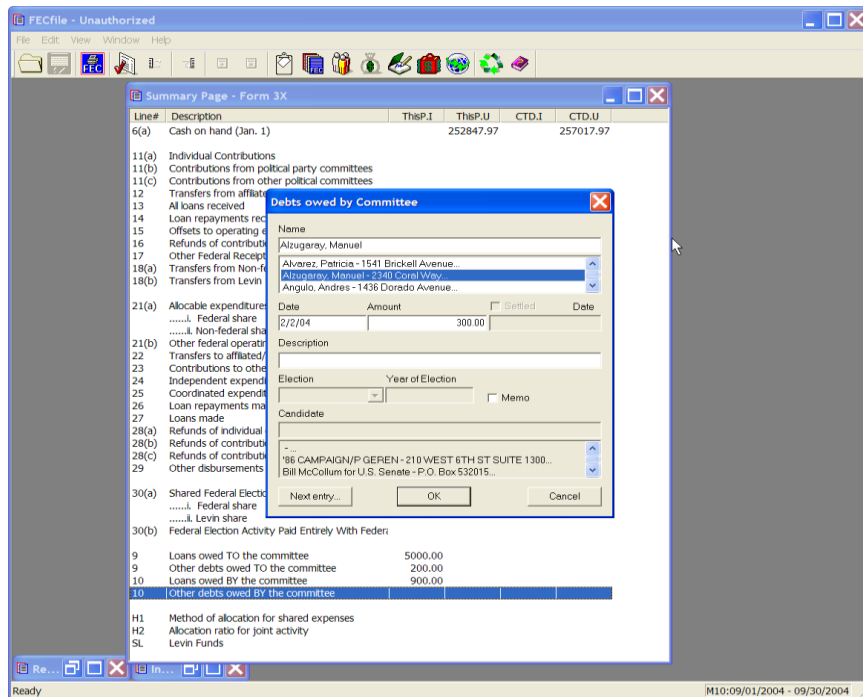 FECfile - Unauthorized
File Edit View Window Help
FEC
Summary Page - Form 3X
Line# Description ThisP.I ThisP.U CTD.I CTD.U
6(a) Cash on hand (Jan. 1) 252847.97 257017.97
11(a) Individual Contributions
11(b) Contributions from political party committees
11(c) Contributions from other political committees
12 Transfers from affiliate
13 All loans received
14 Loan repayments rec
15 Offsets to operating e
16 Refunds of contributi
17 Other Federal Receipt
18(a) Transfers from Non-fe
18(b) Transfers from Levin
21(a) Allocable expenditures
......i. Federal share
......ii. Non-federal sha
21(b) Other federal operatin
22 Transfers to affiliated/
23 Contributions to othe
24 Independent expendi
25 Coordinated expendit
26 Loan repayments ma
27 Loans made
28(a) Refunds of individual
28(b) Refunds of contributi
28(c) Refunds of contributi
29 Other disbursements
30(a) Shared Federal Electic
......i. Federal share
......ii. Levin share
30(b) Federal Election Activity Paid Entirely With Federa
9 Loans owed TO the committee 5000.00
9 Other debts owed TO the committee 200.00
10 Loans owed BY the committee 900.00
10 Other debts owed BY the committee
H1 Method of allocation for shared expenses
H2 Allocation ratio for joint activity
SL Levin Funds
Debts owed by Committee
Name
Alzugaray, Manuel
Alvarez, Patricia - 1541 Brickell Avenue...
Alzugaray, Manuel - 2340 Coral Way...
Angulo, Andres - 1436 Dorado Avenue...
Date Amount Settled Date
2/2/04 300.00
Description
Election Year of Election
Memo
Candidate
- ...
'86 CAMPAIGN/P GEREN - 210 WEST 6TH ST SUITE 1300...
Bill McCollum for U.S. Senate - P.O. Box 532015...
Next entry... OK Cancel
Re... In...
Ready M10:09/01/2004 - 09/30/2004